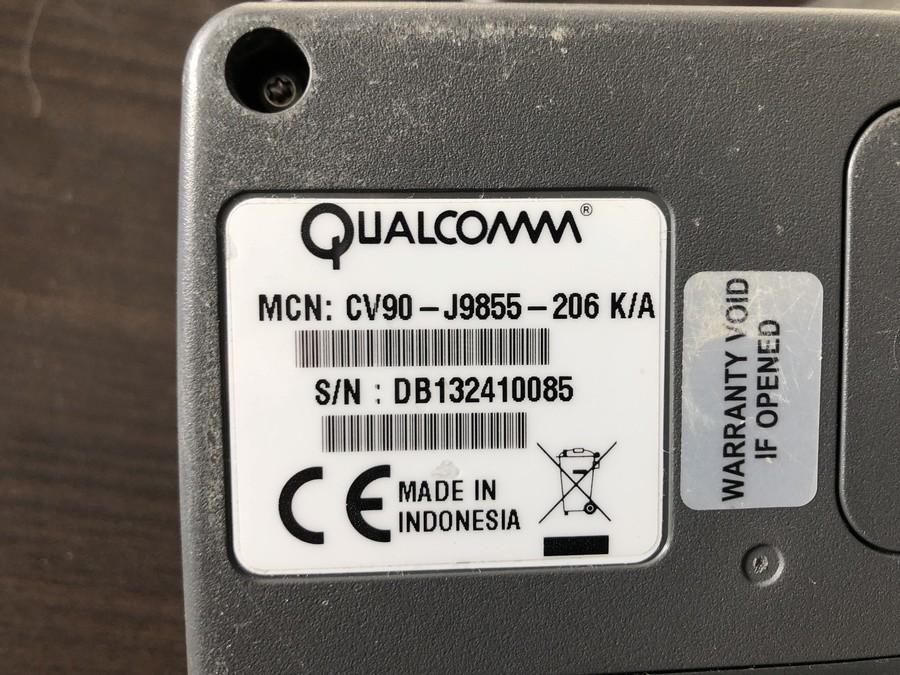 QUALCOMM®
MCN: CV90-J9855-206 K/A
S/N : DB132410085
CE
MADE IN
INDONESIA
WARRANTY VOID
IF OPENED